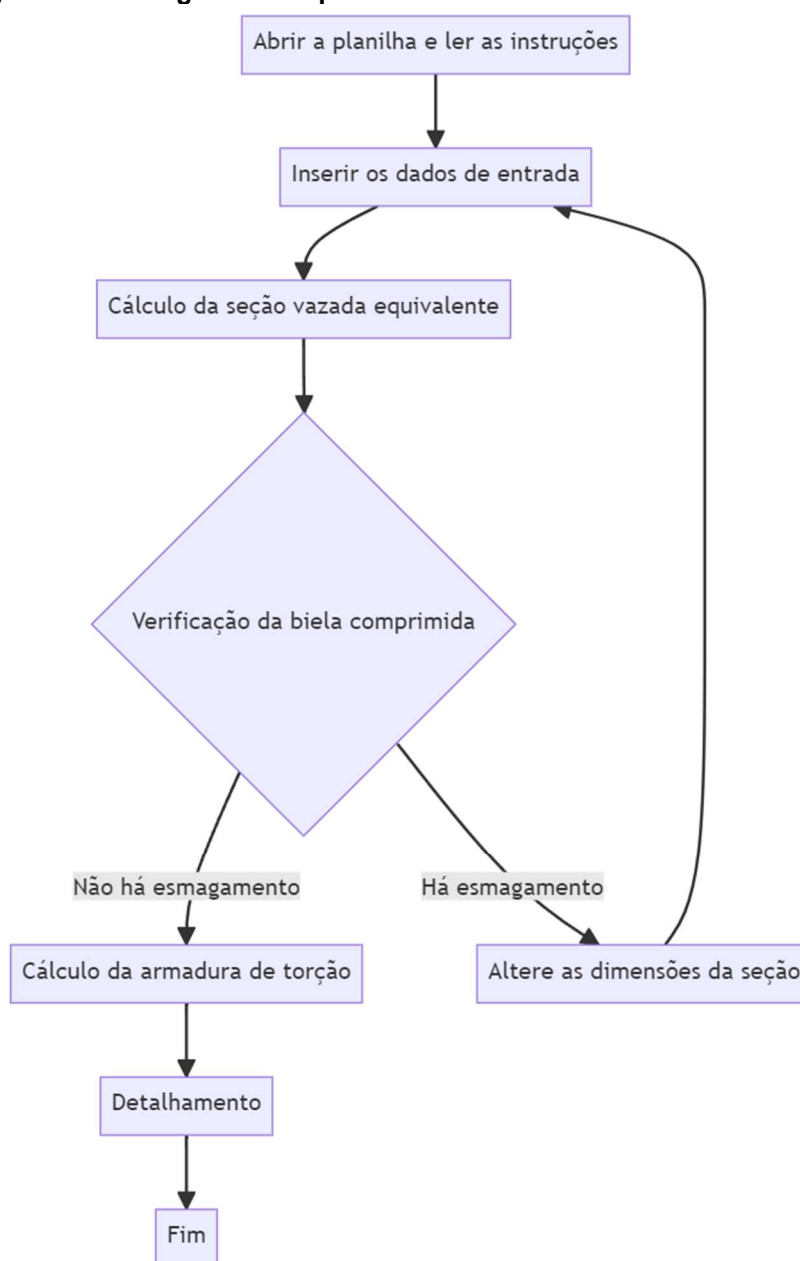 Abrir a planilha e ler as instruções
Inserir os dados de entrada
Cálculo da seção vazada equivalente
Verificação da biela comprimida
Não há esmagamento
Há esmagamento
Cálculo da armadura de torção
Altere as dimensões da seção
Detalhamento
Fim